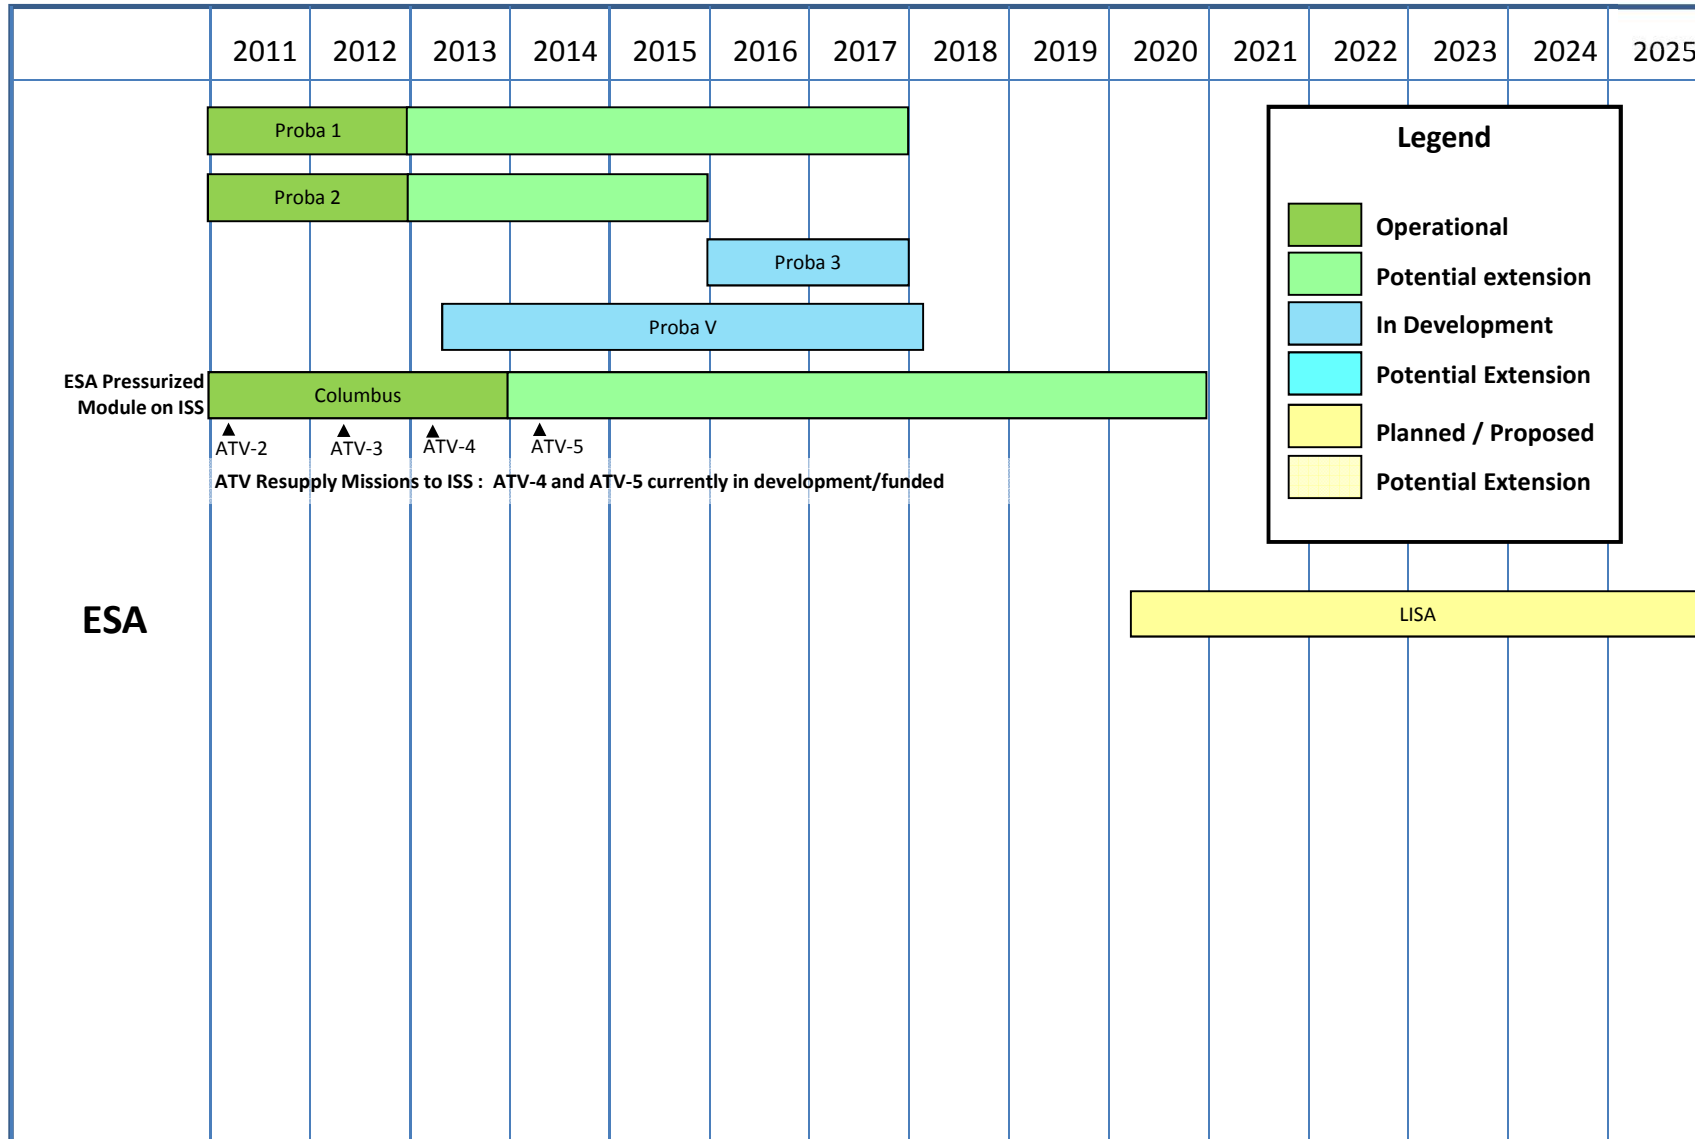 2011 2012 2013 2014 2015 2016 2017 2018 2019 2020 2021 2022 2023 2024 2025
Proba 1
Proba 2
Proba 3
Proba V
ESA Pressurized
Module on ISS
Columbus
ATV-2 ATV-3 ATV-4 ATV-5
ATV Resupply Missions to ISS : ATV-4 and ATV-5 currently in development/funded
Legend
Operational
Potential extension
In Development
Potential Extension
Planned / Proposed
Potential Extension
ESA
LISA